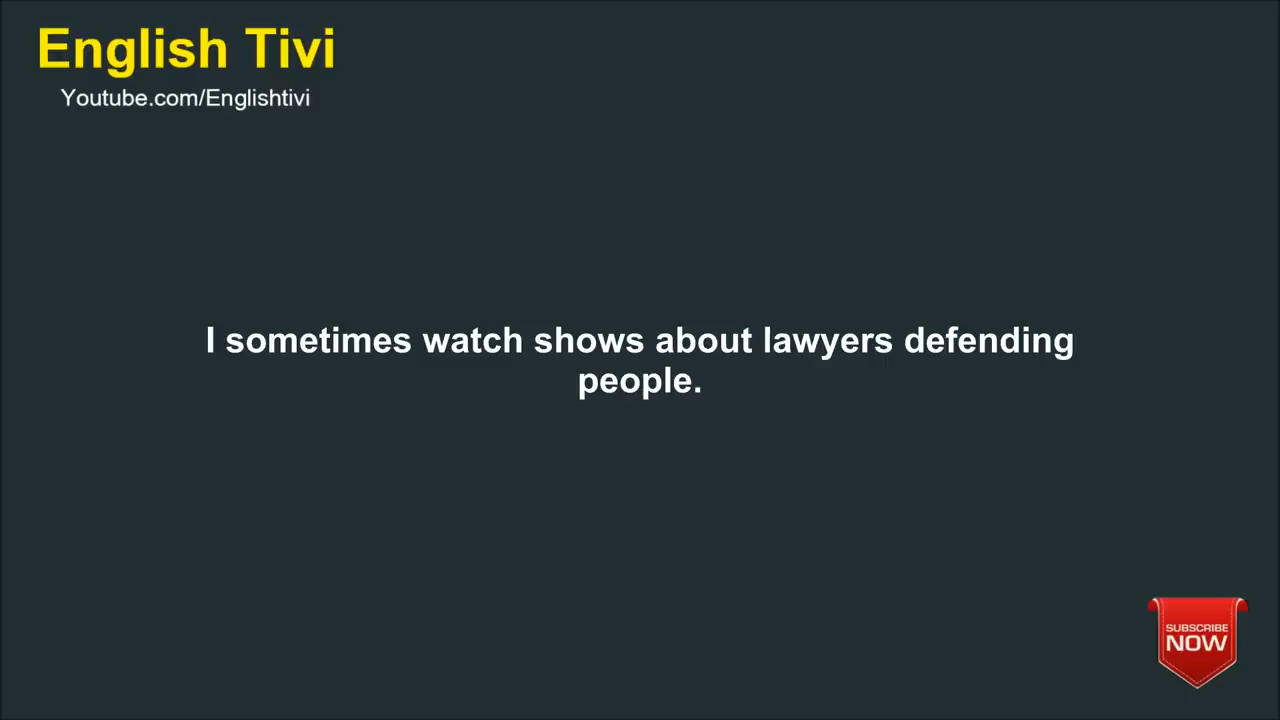 English Tivi
Youtube.com/Englishtivi
I sometimes watch shows about lawyers defending
people.
SUBSCRIBE
NOW